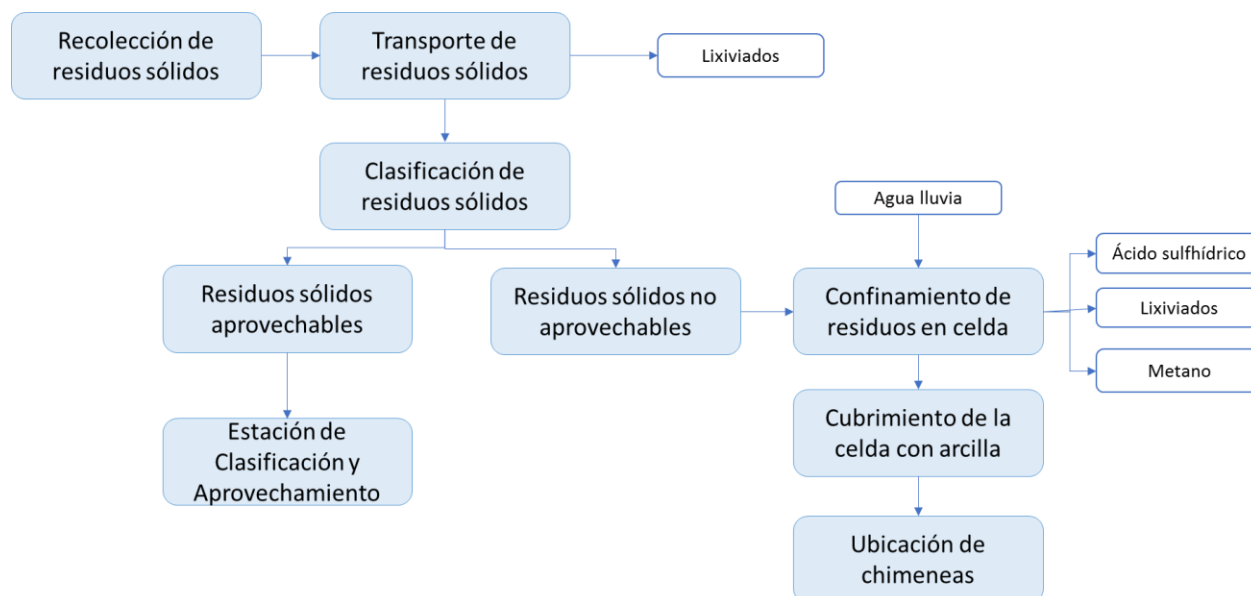 Recolección de
residuos sólidos
Transporte de
residuos sólidos
Lixiviados
Clasificación de
residuos sólidos
Agua lluvia
Residuos sólidos
aprovechables
Residuos sólidos no
aprovechables
Confinamiento de
residuos en celda
Ácido sulfhídrico
Lixiviados
Metano
Estación de
Clasificación y
Aprovechamiento
Cubrimiento de la
celda con arcilla
Ubicación de
chimeneas